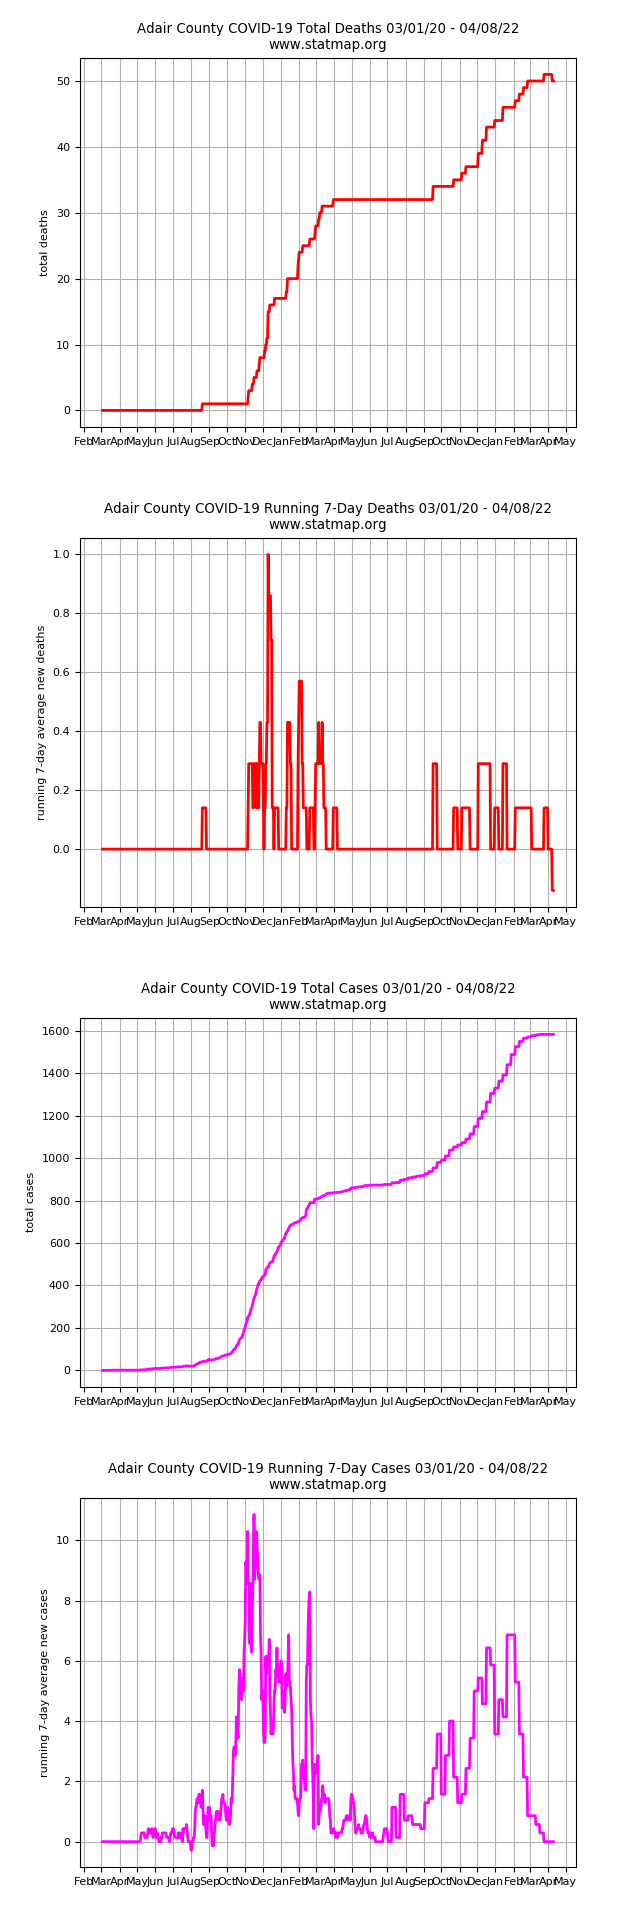 Adair County COVID-19 Total Deaths 03/01/20 - 04/08/22
www.statmap.org
50
40
30
20
10
0
total deaths
Feb Mar Apr May Jun Jul Aug Sep Oct Nov Dec Jan Feb Mar Apr May Jun Jul Aug Sep Oct Nov Dec Jan Feb Mar Apr May
Adair County COVID-19 Running 7-Day Deaths 03/01/20 - 04/08/22
www.statmap.org
1.0
0.8
0.6
0.4
0.2
0.0
running 7-day average new deaths
Feb Mar Apr May Jun Jul Aug Sep Oct Nov Dec Jan Feb Mar Apr May Jun Jul Aug Sep Oct Nov Dec Jan Feb Mar Apr May
Adair County COVID-19 Total Cases 03/01/20 - 04/08/22
www.statmap.org
1600
1400
1200
1000
800
600
400
200
0
total cases
Feb Mar Apr May Jun Jul Aug Sep Oct Nov Dec Jan Feb Mar Apr May Jun Jul Aug Sep Oct Nov Dec Jan Feb Mar Apr May
Adair County COVID-19 Running 7-Day Cases 03/01/20 - 04/08/22
www.statmap.org
10
8
6
4
2
0
running 7-day average new cases
Feb Mar Apr May Jun Jul Aug Sep Oct Nov Dec Jan Feb Mar Apr May Jun Jul Aug Sep Oct Nov Dec Jan Feb Mar Apr May